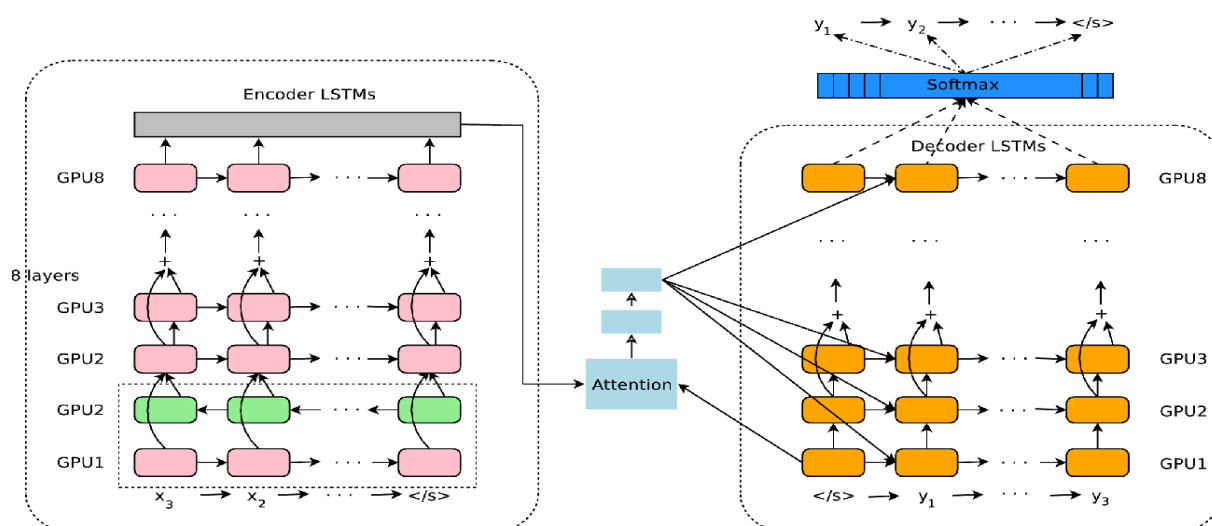 y1 y2 · · · </s>
Softmax
Encoder LSTMs
Decoder LSTMs
GPU8 · · · · · · GPU8
· · · · · · · · · · · · · · · · · ·
+ + +
8 layers
GPU3 · · ·
+ + +
GPU2 · · · · · · GPU3
Attention
GPU2 · · · · · · GPU2
GPU1 · · · · · · GPU1
x3 x2 · · · </s> </s> y1 · · · y3